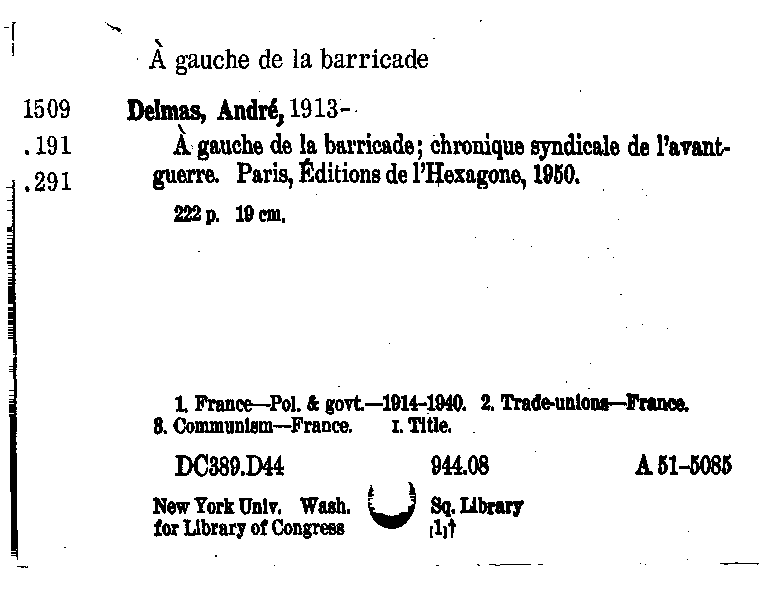 À gauche de la barricade
1509 Delmas, André, 1913-
.191 À gauche de la barricade; chronique syndicale de l'avant-
.291 guerre. Paris, Éditions de l'Hexagone, 1950.
222 p. 19 cm.
1. France—Pol. & govt.—1914-1940. 2. Trade-unions—France.
3. Communism—France. I. Title.
DC389.D44 944.08 A 51-5085
New York Univ. Wash. Sq. Library
for Library of Congress [1]†